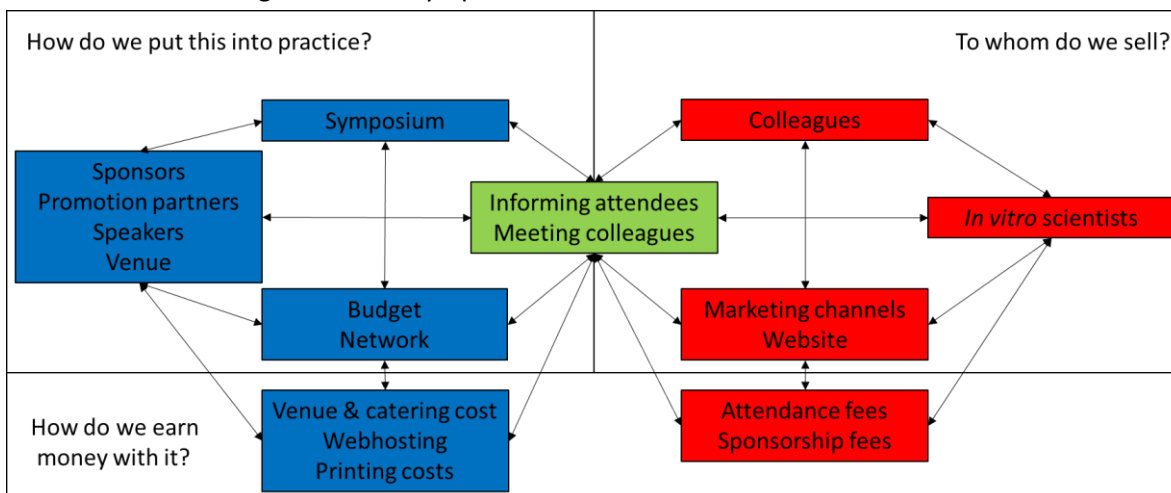 How do we put this into practice?
To whom do we sell?
Symposium
Colleagues
Sponsors
Promotion partners
Speakers
Venue
Informing attendees
Meeting colleagues
In vitro scientists
Budget
Network
Marketing channels
Website
How do we earn
money with it?
Venue & catering cost
Webhosting
Printing costs
Attendance fees
Sponsorship fees